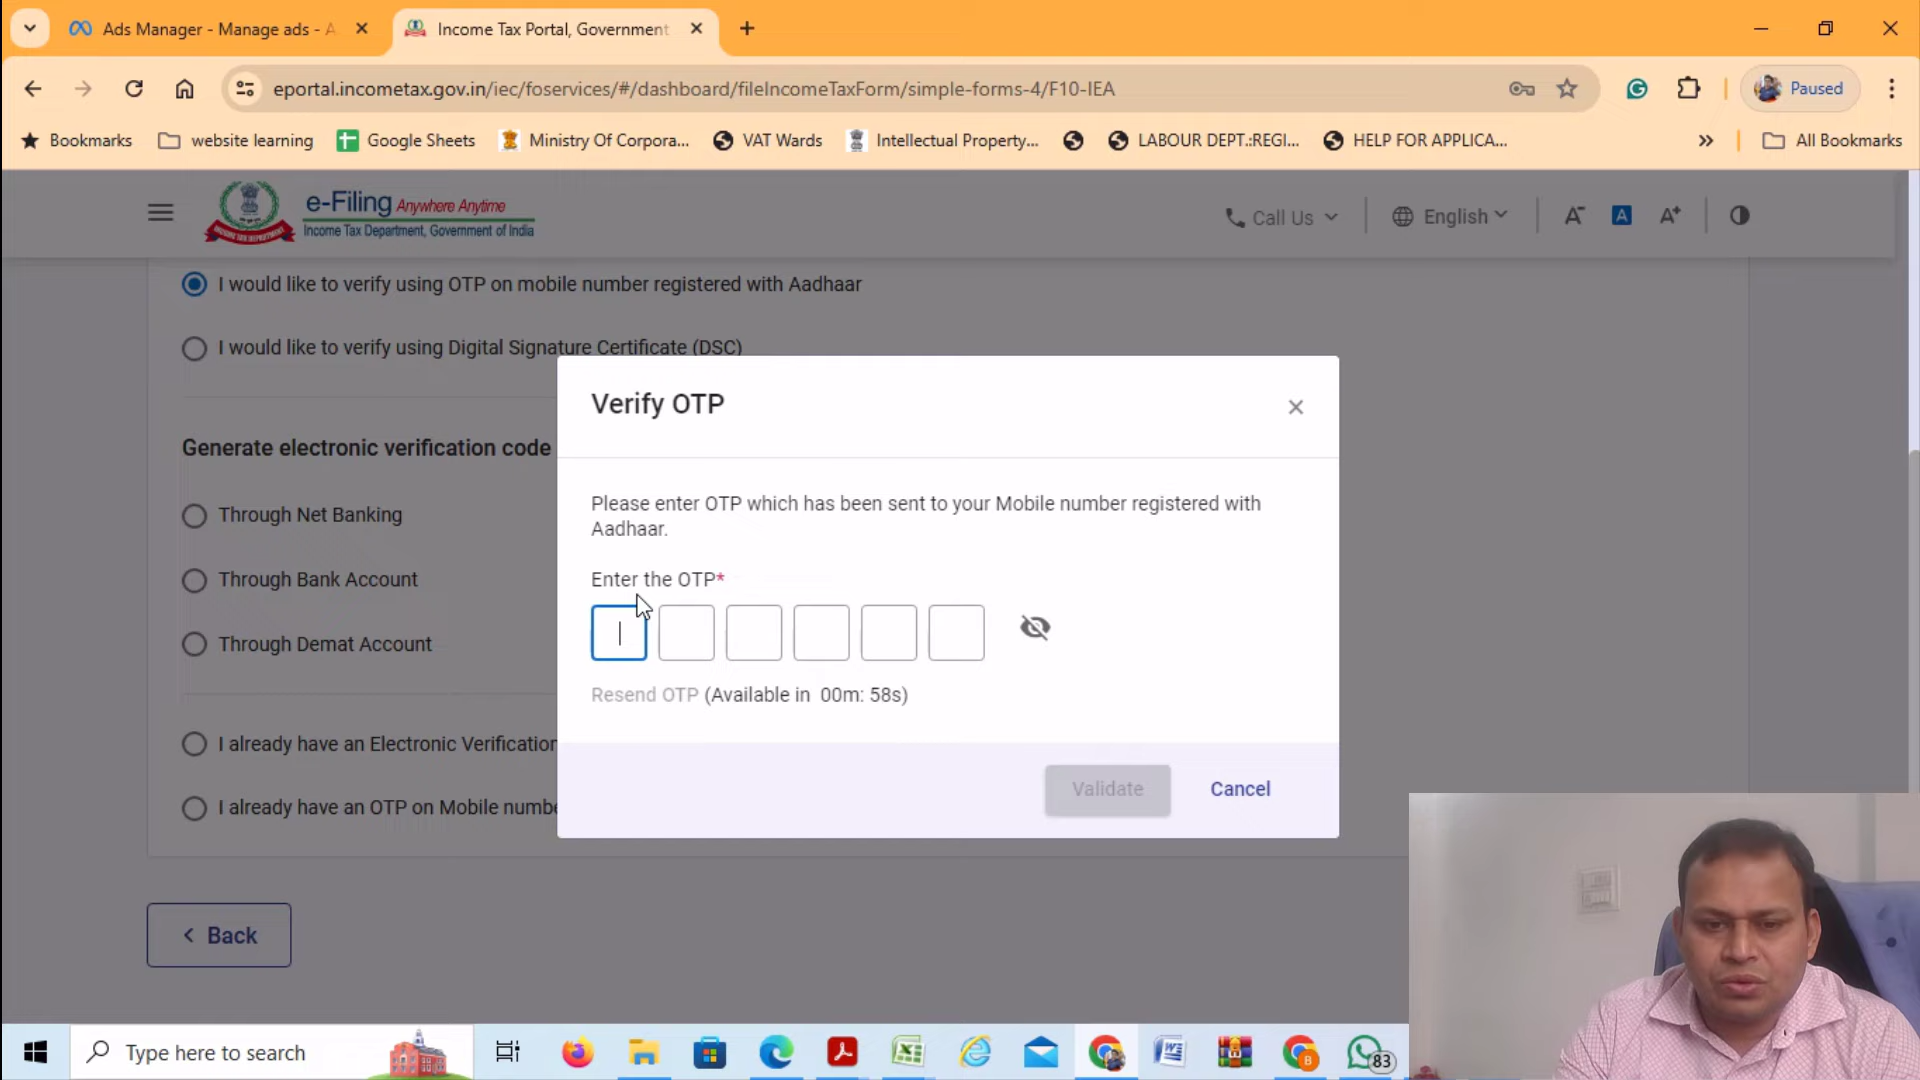 Ads Manager - Manage ads - A
Income Tax Portal, Government
eportal.incometax.gov.in/iec/foservices/#/dashboard/fileIncomeTaxForm/simple-forms-4/F10-IEA
Paused
Bookmarks
website learning
Google Sheets
Ministry Of Corpora...
VAT Wards
Intellectual Property...
LABOUR DEPT.:REGI...
HELP FOR APPLICA...
»
All Bookmarks
e-Filing Anywhere Anytime
Income Tax Department, Government of India
Call Us
English
A-
A
A+
I would like to verify using OTP on mobile number registered with Aadhaar
I would like to verify using Digital Signature Certificate (DSC)
Generate electronic verification code
Through Net Banking
Through Bank Account
Through Demat Account
I already have an Electronic Verification
I already have an OTP on Mobile numbe
Verify OTP
Please enter OTP which has been sent to your Mobile number registered with
Aadhaar.
Enter the OTP*
Resend OTP (Available in 00m: 58s)
Validate
Cancel
Back
Type here to search
83